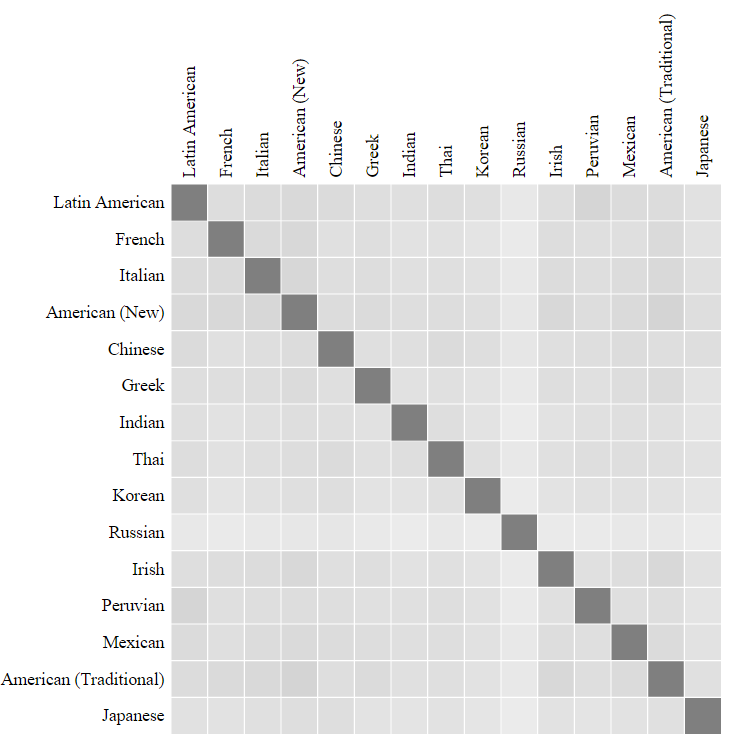 Latin American
French
Italian
American (New)
Chinese
Greek
Indian
Thai
Korean
Russian
Irish
Peruvian
Mexican
American (Traditional)
Japanese
Latin American
French
Italian
American (New)
Chinese
Greek
Indian
Thai
Korean
Russian
Irish
Peruvian
Mexican
American (Traditional)
Japanese